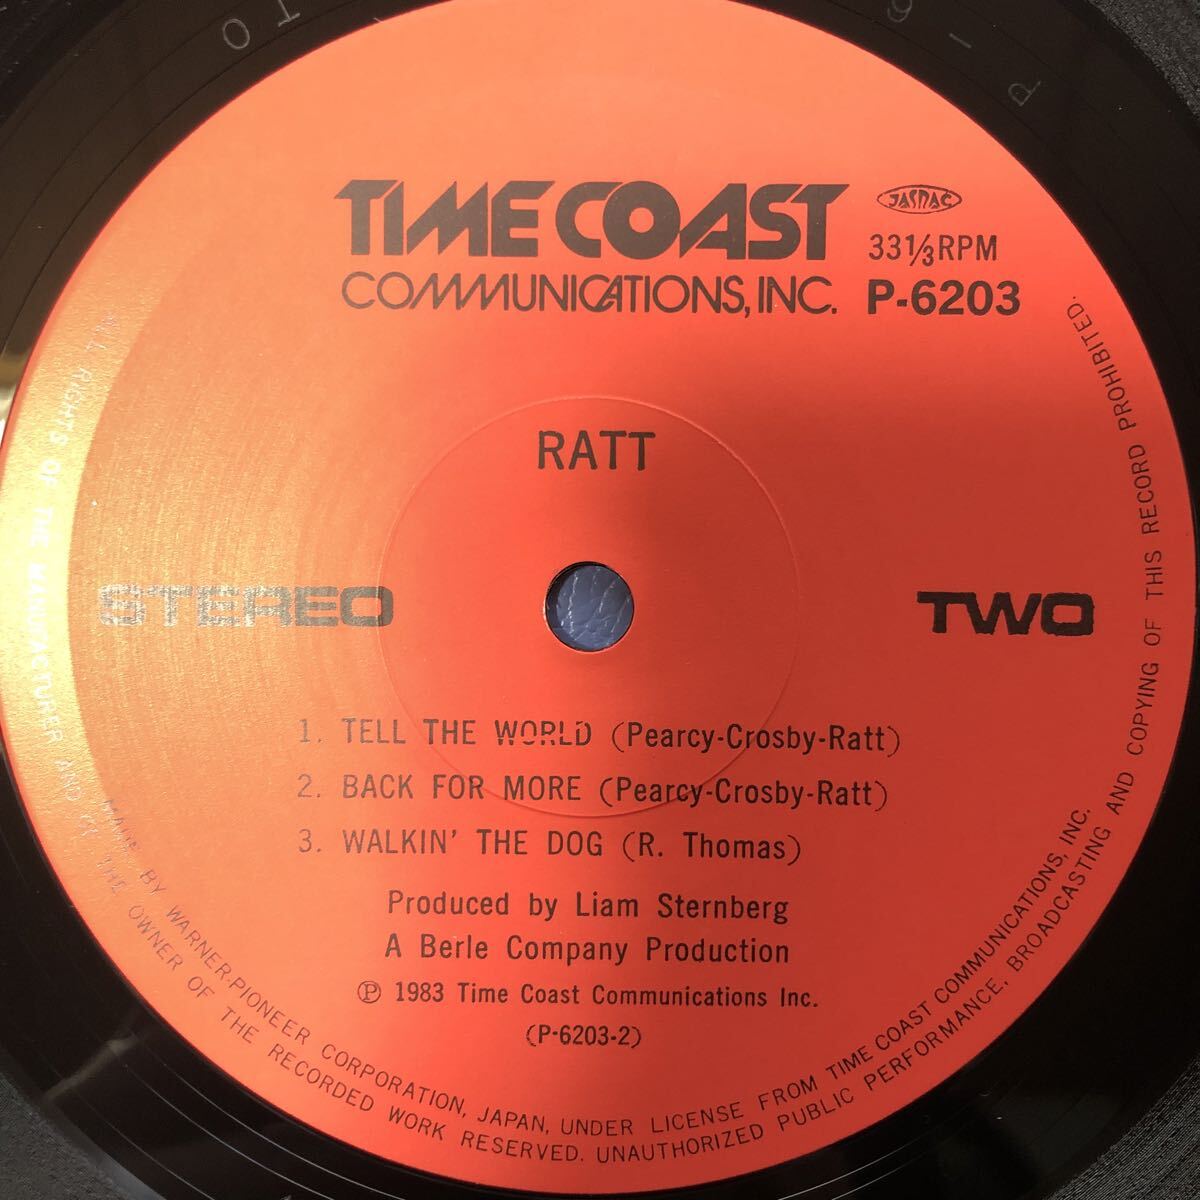 TIME COAST
COMMUNICATIONS, INC.
JASRAC
33 1/3 RPM
P-6203
RATT
STEREO
TWO
1. TELL THE WORLD (Pearcy-Crosby-Ratt)
2. BACK FOR MORE (Pearcy-Crosby-Ratt)
3. WALKIN' THE DOG (R. Thomas)
Produced by Liam Sternberg
A Berle Company Production
Ⓟ 1983 Time Coast Communications Inc.
(P-6203-2)
MADE BY WARNER-PIONEER CORPORATION, JAPAN, UNDER LICENSE FROM TIME COAST COMMUNICATIONS, INC.
ALL RIGHTS OF THE MANUFACTURER AND OF THE OWNER OF THE RECORDED WORK RESERVED. UNAUTHORIZED PUBLIC PERFORMANCE, BROADCASTING AND COPYING OF THIS RECORD PROHIBITED.